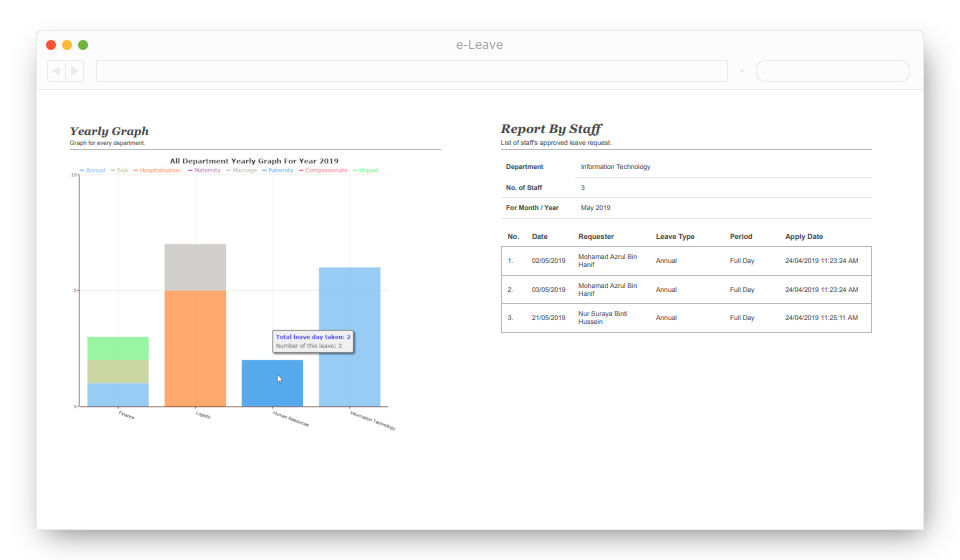 e-Leave
Yearly Graph
Graph for every department.
All Department Yearly Graph For Year 2019
Annual Sick Hospitalisation Maternity Marriage Paternity Compassionate Unpaid
10
5
0
Total leave day taken: 2
Number of this leave: 2
Finance
Logistic
Human Resources
Information Technology
Report By Staff
List of staff's approved leave request.
Department Information Technology
No. of Staff 3
For Month / Year May 2019
No. Date Requester Leave Type Period Apply Date
1. 02/05/2019 Mohamad Azrul Bin Annual Full Day 24/04/2019 11:23:24 AM
Hanif
2. 03/05/2019 Mohamad Azrul Bin Annual Full Day 24/04/2019 11:23:24 AM
Hanif
3. 21/05/2019 Nur Suraya Binti Annual Full Day 24/04/2019 11:25:11 AM
Hussein